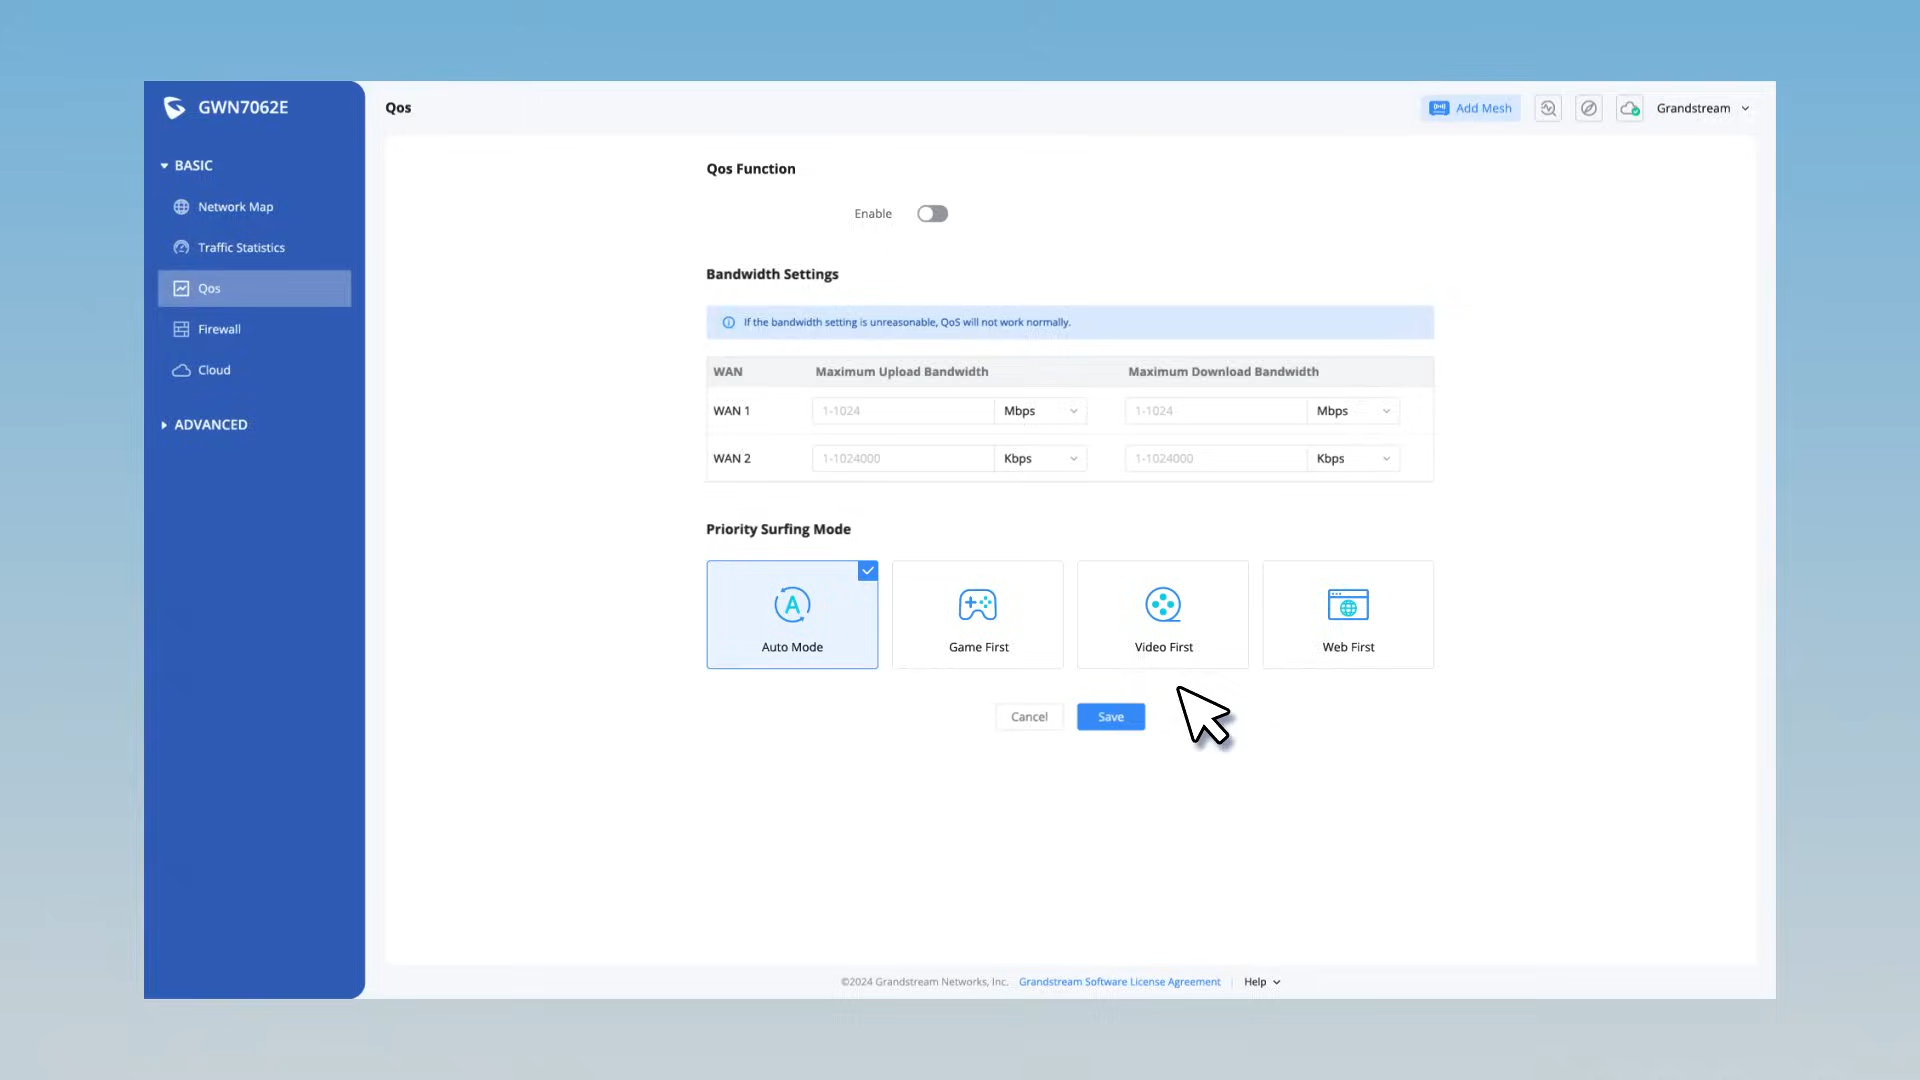 GWN7062E
Qos
Add Mesh
Grandstream
BASIC
Network Map
Traffic Statistics
Qos
Firewall
Cloud
ADVANCED
Qos Function
Enable
Bandwidth Settings
If the bandwidth setting is unreasonable, QoS will not work normally.
WAN Maximum Upload Bandwidth Maximum Download Bandwidth
WAN 1 1-1024 Mbps 1-1024 Mbps
WAN 2 1-1024000 Kbps 1-1024000 Kbps
Priority Surfing Mode
A
Auto Mode Game First Video First Web First
Cancel Save
©2024 Grandstream Networks, Inc. Grandstream Software License Agreement Help